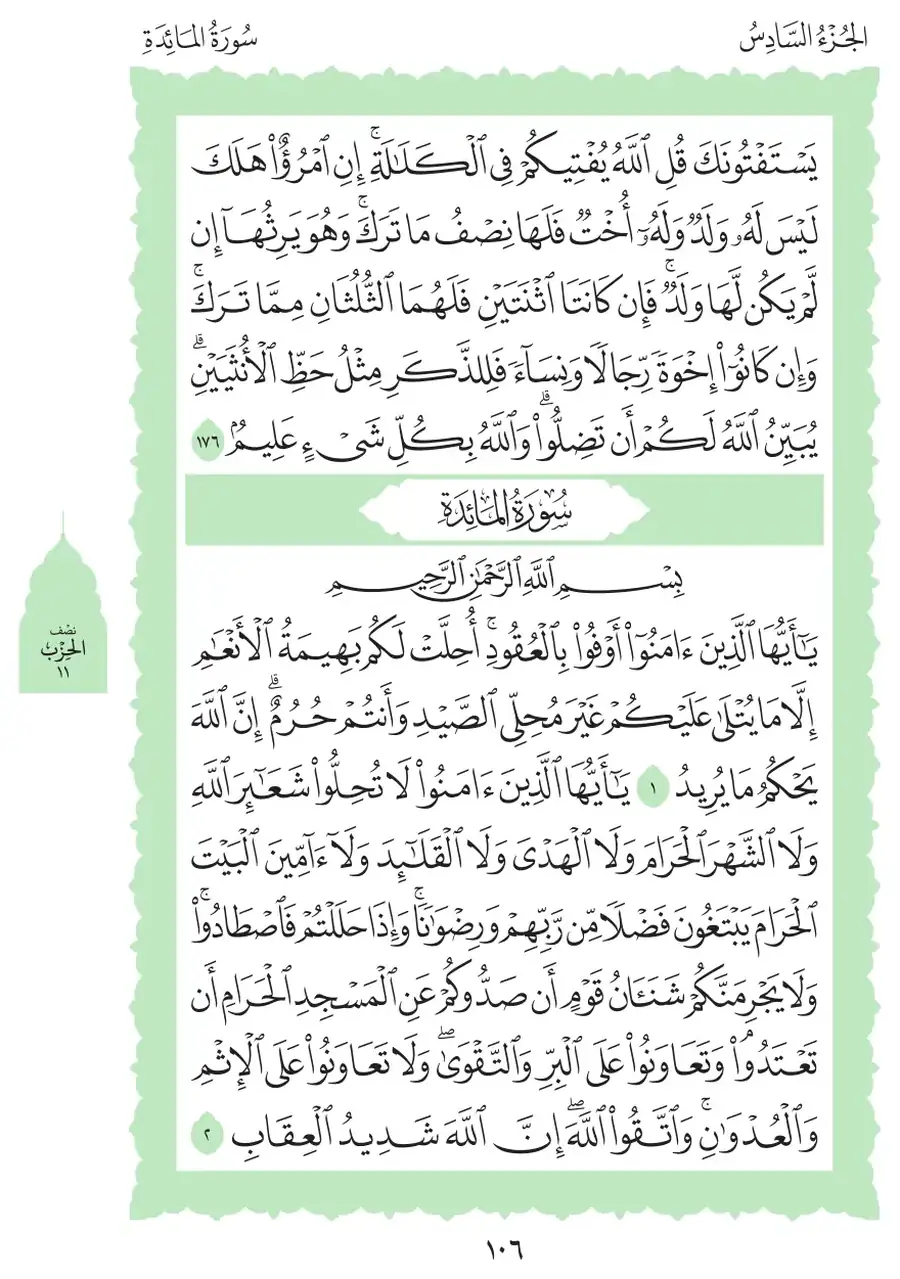 الجُزْءُ السَّادِسُ
سُورَةُ المَائِدَةِ
يَسۡتَفۡتُونَكَ قُلِ ٱللَّهُ يُفۡتِيكُمۡ فِي ٱلۡكَلَٰلَةِۚ إِنِ ٱمۡرُؤٌاْ هَلَكَ
لَيۡسَ لَهُۥ وَلَدٞ وَلَهُۥٓ أُخۡتٞ فَلَهَا نِصۡفُ مَا تَرَكَۚ وَهُوَ يَرِثُهَآ إِن
لَّمۡ يَكُن لَّهَا وَلَدٞۚ فَإِن كَانَتَا ٱثۡنَتَيۡنِ فَلَهُمَا ٱلثُّلُثَانِ مِمَّا تَرَكَۚ
وَإِن كَانُوٓاْ إِخۡوَةٗ رِّجَالٗا وَنِسَآءٗ فَلِلذَّكَرِ مِثۡلُ حَظِّ ٱلۡأُنثَيَيۡنِۗ
يُبَيِّنُ ٱللَّهُ لَكُمۡ أَن تَضِلُّواْۗ وَٱللَّهُ بِكُلِّ شَيۡءٍ عَلِيمُۢ ١٧٦
سُورَةُ المَائِدَةِ
بِسۡمِ ٱللَّهِ ٱلرَّحۡمَٰنِ ٱلرَّحِيمِ
يَٰٓأَيُّهَا ٱلَّذِينَ ءَامَنُوٓاْ أَوۡفُواْ بِٱلۡعُقُودِۚ أُحِلَّتۡ لَكُم بَهِيمَةُ ٱلۡأَنۡعَٰمِ
إِلَّا مَا يُتۡلَىٰ عَلَيۡكُمۡ غَيۡرَ مُحِلِّي ٱلصَّيۡدِ وَأَنتُمۡ حُرُمٌۗ إِنَّ ٱللَّهَ
يَحۡكُمُ مَا يُرِيدُ ١ يَٰٓأَيُّهَا ٱلَّذِينَ ءَامَنُواْ لَا تُحِلُّواْ شَعَٰٓئِرَ ٱللَّهِ
وَلَا ٱلشَّهۡرَ ٱلۡحَرَامَ وَلَا ٱلۡهَدۡيَ وَلَا ٱلۡقَلَٰٓئِدَ وَلَآ ءَآمِّينَ ٱلۡبَيۡتَ
ٱلۡحَرَامَ يَبۡتَغُونَ فَضۡلٗا مِّن رَّبِّهِمۡ وَرِضۡوَٰنٗاۚ وَإِذَا حَلَلۡتُمۡ فَٱصۡطَادُواْۚ
وَلَا يَجۡرِمَنَّكُمۡ شَنَـَٔانُ قَوۡمٍ أَن صَدُّوكُمۡ عَنِ ٱلۡمَسۡجِدِ ٱلۡحَرَامِ أَن
تَعۡتَدُواْۘ وَتَعَاوَنُواْ عَلَى ٱلۡبِرِّ وَٱلتَّقۡوَىٰۖ وَلَا تَعَاوَنُواْ عَلَى ٱلۡإِثۡمِ
وَٱلۡعُدۡوَٰنِۚ وَٱتَّقُواْ ٱللَّهَۖ إِنَّ ٱللَّهَ شَدِيدُ ٱلۡعِقَابِ ٢
نِصْف
الحِزْبِ
١١
١٠٦